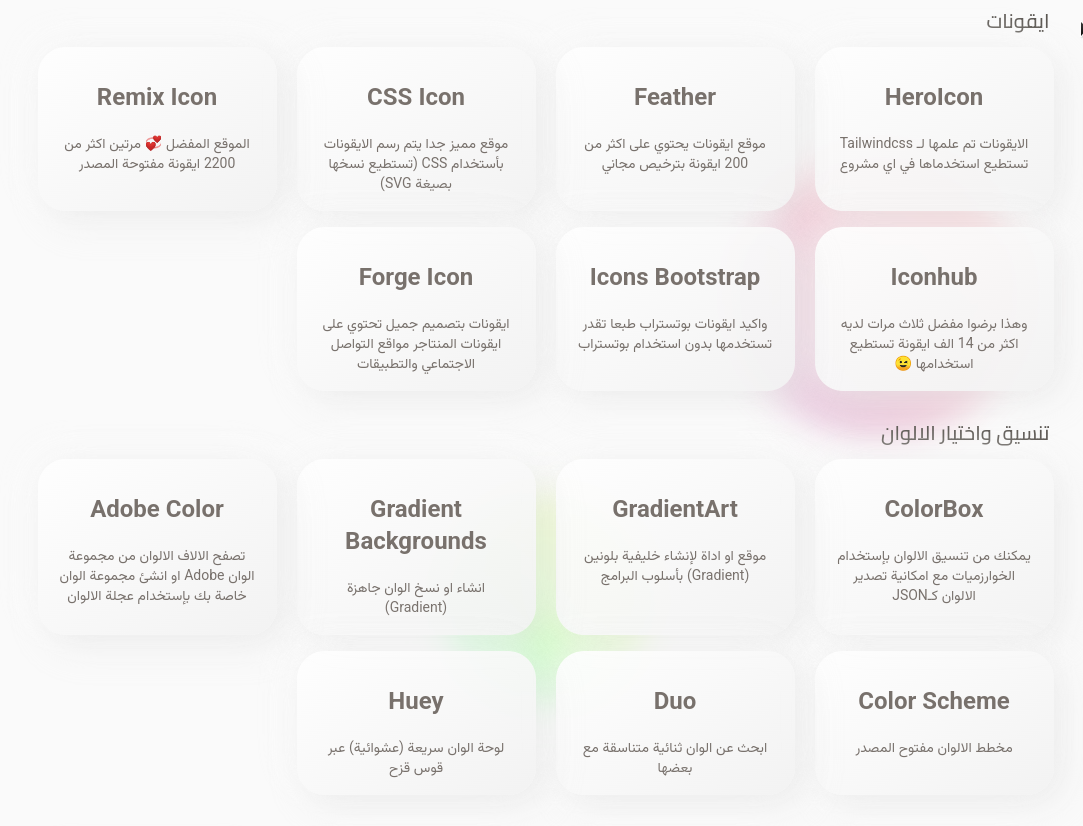 ايقونات
HeroIcon
الايقونات تم علمها لـ Tailwindcss
تستطيع استخدماها في اي مشروع
Feather
موقع ايقونات يحتوي على اكثر من
200 ايقونة بترخيص مجاني
CSS Icon
موقع مميز جدا يتم رسم الايقونات
بأستخدام CSS (تستطيع نسخها
بصيغة SVG)
Remix Icon
الموقع المفضل 💞 مرتين اكثر من
2200 ايقونة مفتوحة المصدر
Iconhub
وهذا برضوا مفضل ثلاث مرات لديه
اكثر من 14 الف ايقونة تستطيع
استخدامها 😉
Icons Bootstrap
واكيد ايقونات بوتستراب طبعا تقدر
تستخدمها بدون استخدام بوتستراب
Forge Icon
ايقونات بتصميم جميل تحتوي على
ايقونات المنتاجر مواقع التواصل
الاجتماعي والتطبيقات
تنسيق واختيار الالوان
ColorBox
يمكنك من تنسيق الالوان بإستخدام
الخوارزميات مع امكانية تصدير
الالوان كـJSON
GradientArt
موقع او اداة لإنشاء خليفية بلونين
(Gradient) بأسلوب البرامج
Gradient
Backgrounds
انشاء او نسخ الوان جاهزة
(Gradient)
Adobe Color
تصفح الالاف الالوان من مجموعة
الوان Adobe او انشئ مجموعة الوان
خاصة بك بإستخدام عجلة الالوان
Color Scheme
مخطط الالوان مفتوح المصدر
Duo
ابحث عن الوان ثنائية متناسقة مع
بعضها
Huey
لوحة الوان سريعة (عشوائية) عبر
قوس قزح